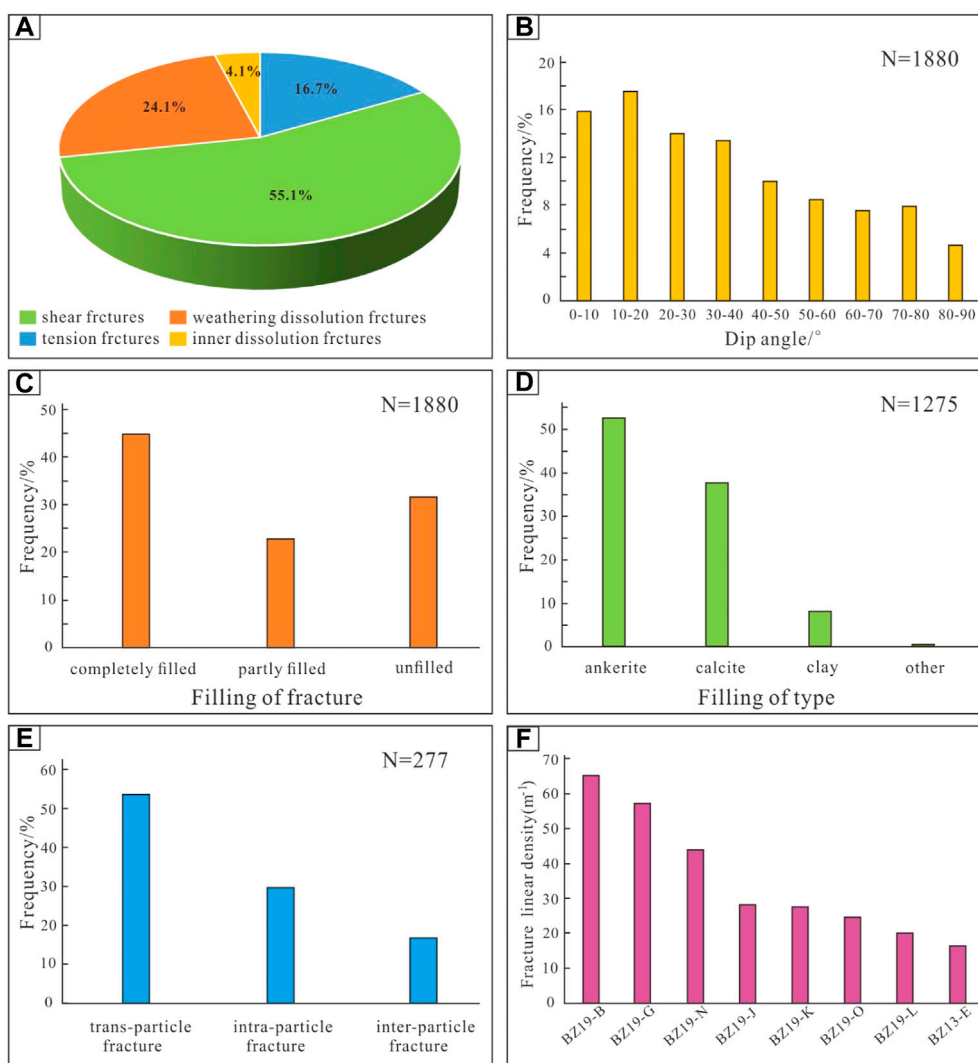 A
4.1%
16.7%
24.1%
55.1%
shear frctures
weathering dissolution frctures
tension frctures
inner dissolution frctures
B
N=1880
Frequency/%
20
16
12
8
4
0
0-10 10-20 20-30 30-40 40-50 50-60 60-70 70-80 80-90
Dip angle/°
C
N=1880
Frequency/%
50
40
30
20
10
0
completely filled partly filled unfilled
Filling of fracture
D
N=1275
Frequency/%
50
40
30
20
10
0
ankerite calcite clay other
Filling of type
E
N=277
Frequency/%
60
50
40
30
20
10
0
trans-particle intra-particle inter-particle
fracture fracture fracture
F
Fracture linear density(m⁻¹)
70
60
50
40
30
20
10
0
BZ19-B BZ19-G BZ19-N BZ19-J BZ19-K BZ19-O BZ19-L BZ13-E